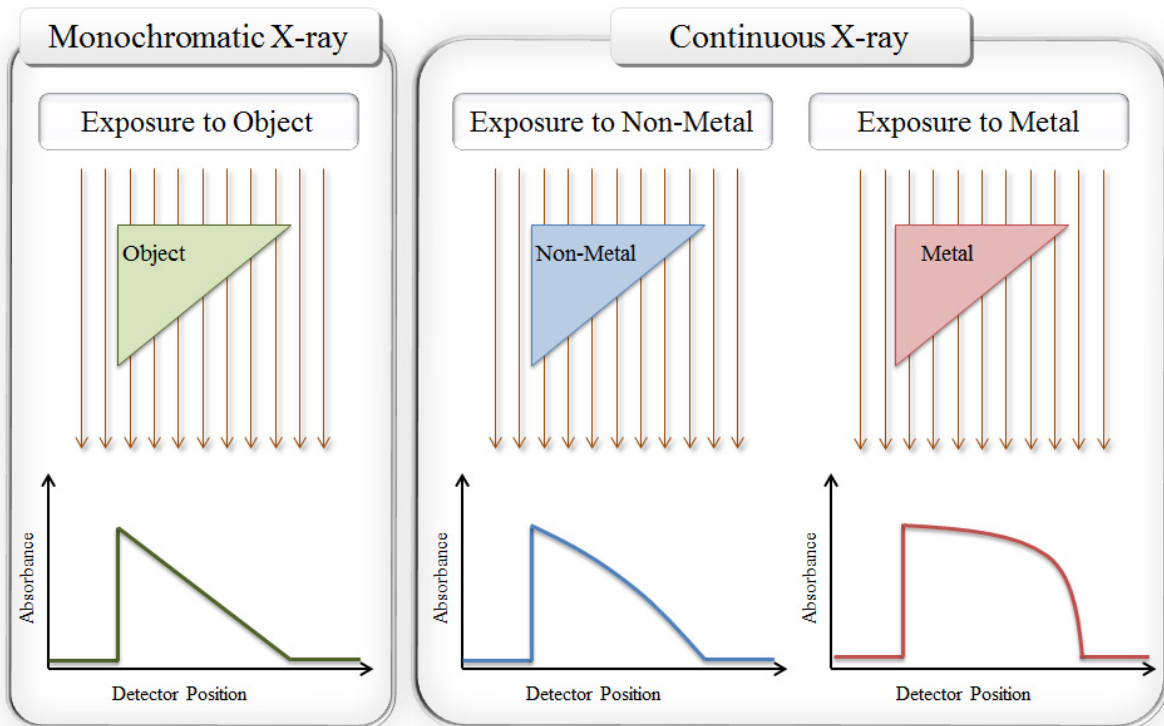 Monochromatic X-ray
Continuous X-ray
Exposure to Object
Exposure to Non-Metal
Exposure to Metal
Object
Non-Metal
Metal
Absorbance
Absorbance
Absorbance
Detector Position
Detector Position
Detector Position